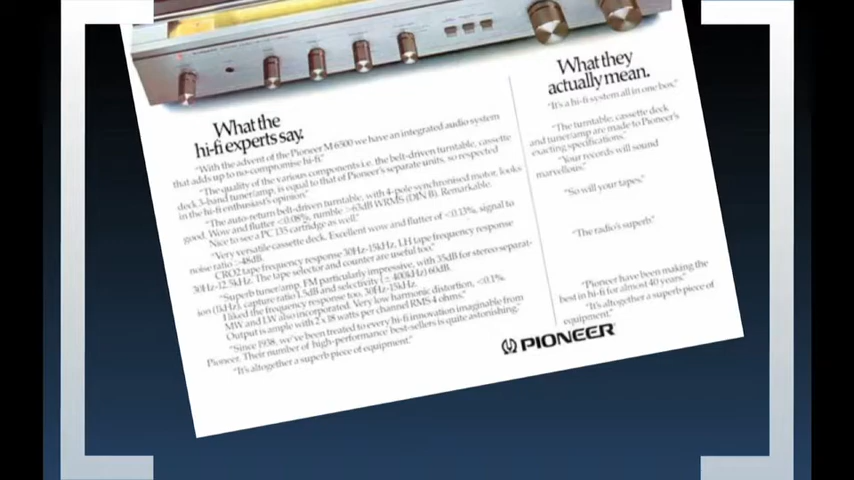 What the
hi-fi experts say.
"With the advent of the Pioneer M6500 we have an integrated audio system
that adds up to no-compromise hi-fi."
"The quality of the various components i.e. the belt-driven turntable, cassette
deck 3-band tuner/amp, is equal to that of Pioneer's separate units, so respected
in the hi-fi enthusiast's opinion."
"The auto-return belt-driven turntable, with 4-pole synchronised motor, looks
good. Wow and flutter <0.08%, rumble >63dB WRMS (DIN B). Remarkable.
Nice to see a PC 135 cartridge as well."
"Very versatile cassette deck. Excellent wow and flutter of <0.13%, signal to
noise ratio >48dB.
CRO2 tape frequency response 30Hz-15kHz, LH tape frequency response
30Hz-12.5kHz. The tape selector and counter are useful too."
"Superb tuner/amp. FM particularly impressive, with 35dB for stereo separat-
ion (1kHz), capture ratio 1.5dB and selectivity (± 400kHz) 60dB.
I liked the frequency response too, 30Hz-15kHz.
MW and LW also incorporated. Very low harmonic distortion, <0.1%.
Output is ample with 2 x 18 watts per channel RMS 4 ohms."
"Since 1938, we've been treated to every hi-fi innovation imaginable from
Pioneer. Their number of high-performance best-sellers is quite astonishing."
"It's altogether a superb piece of equipment."
What they
actually mean.
"It's a hi-fi system all in one box."
"The turntable, cassette deck
and tuner/amp are made to Pioneer's
exacting specifications."
"Your records will sound
marvellous."
"So will your tapes."
"The radio's superb."
"Pioneer have been making the
best in hi-fi for almost 40 years."
"It's altogether a superb piece of
equipment."
PIONEER